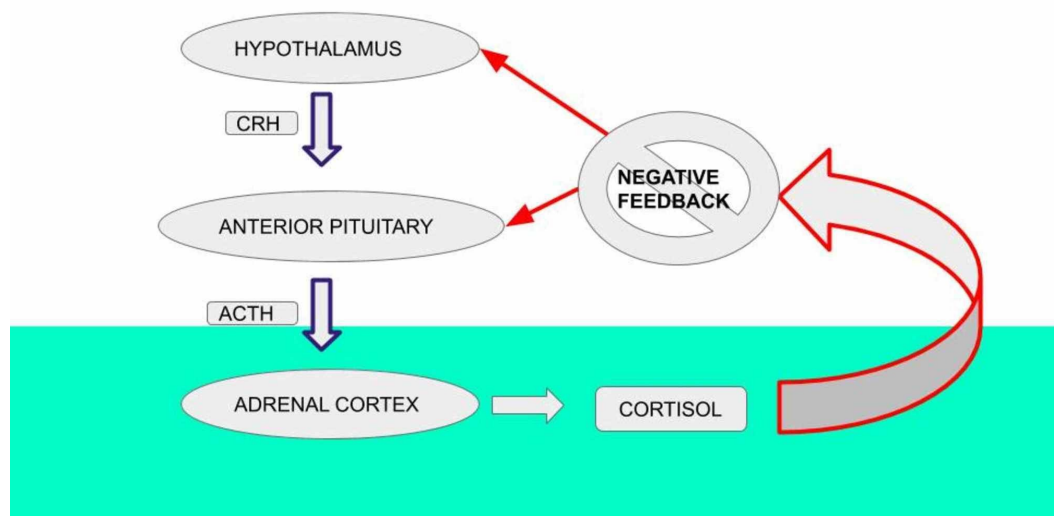 HYPOTHALAMUS
CRH
NEGATIVE
FEEDBACK
ANTERIOR PITUITARY
ACTH
ADRENAL CORTEX
CORTISOL